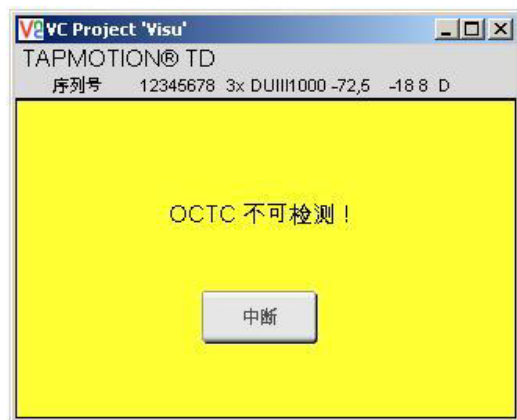 VC Project 'Visu'
TAPMOTION® TD
序列号 12345678 3x DUIII1000 -72,5 -18 8 D
OCTC 不可检测！
中断